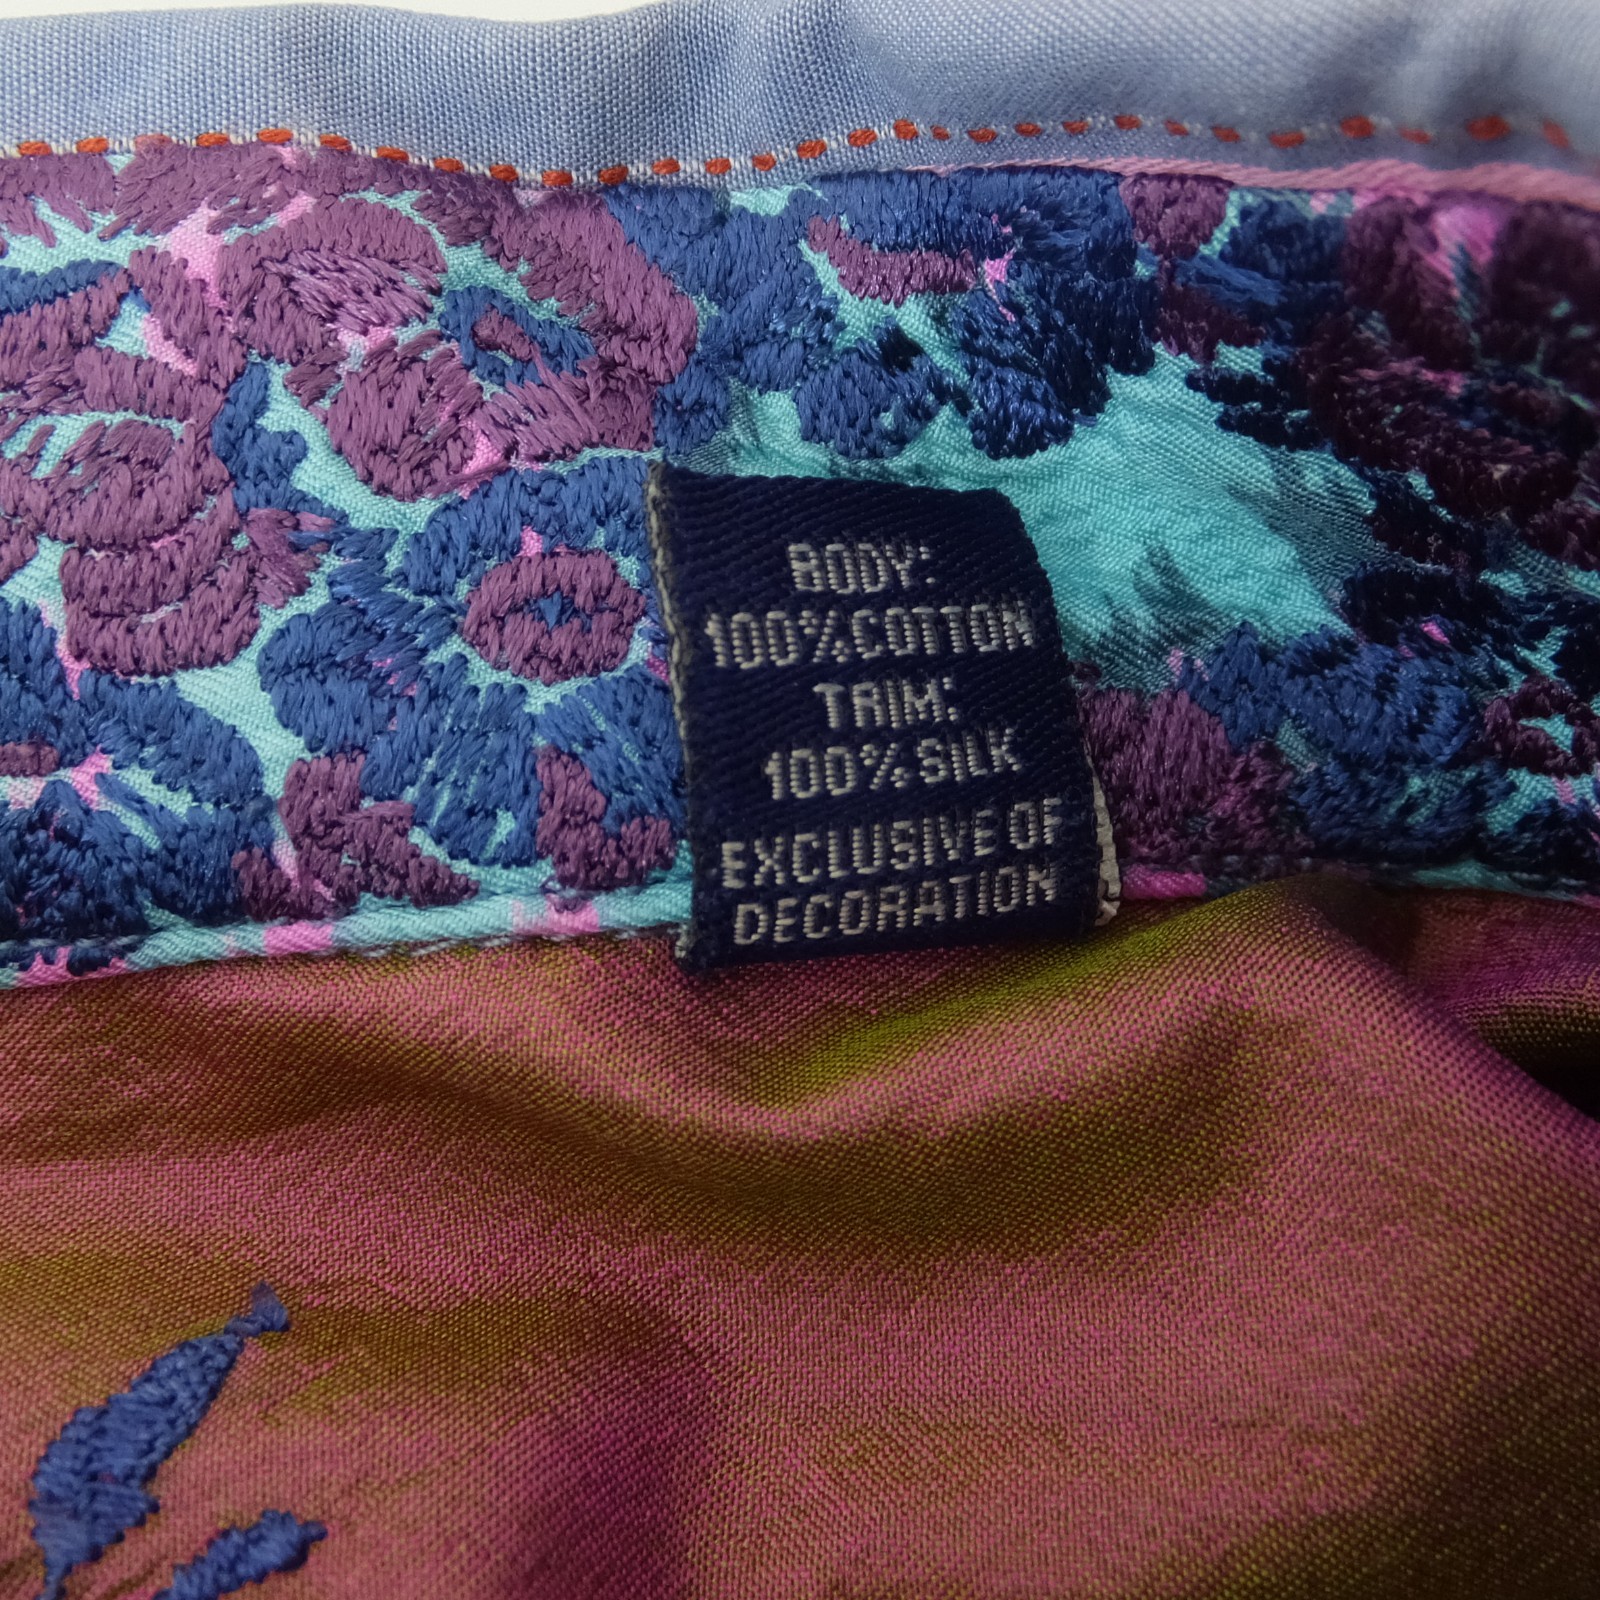 BODY:
100%COTTON
TRIM:
100%SILK
EXCLUSIVE OF
DECORATION